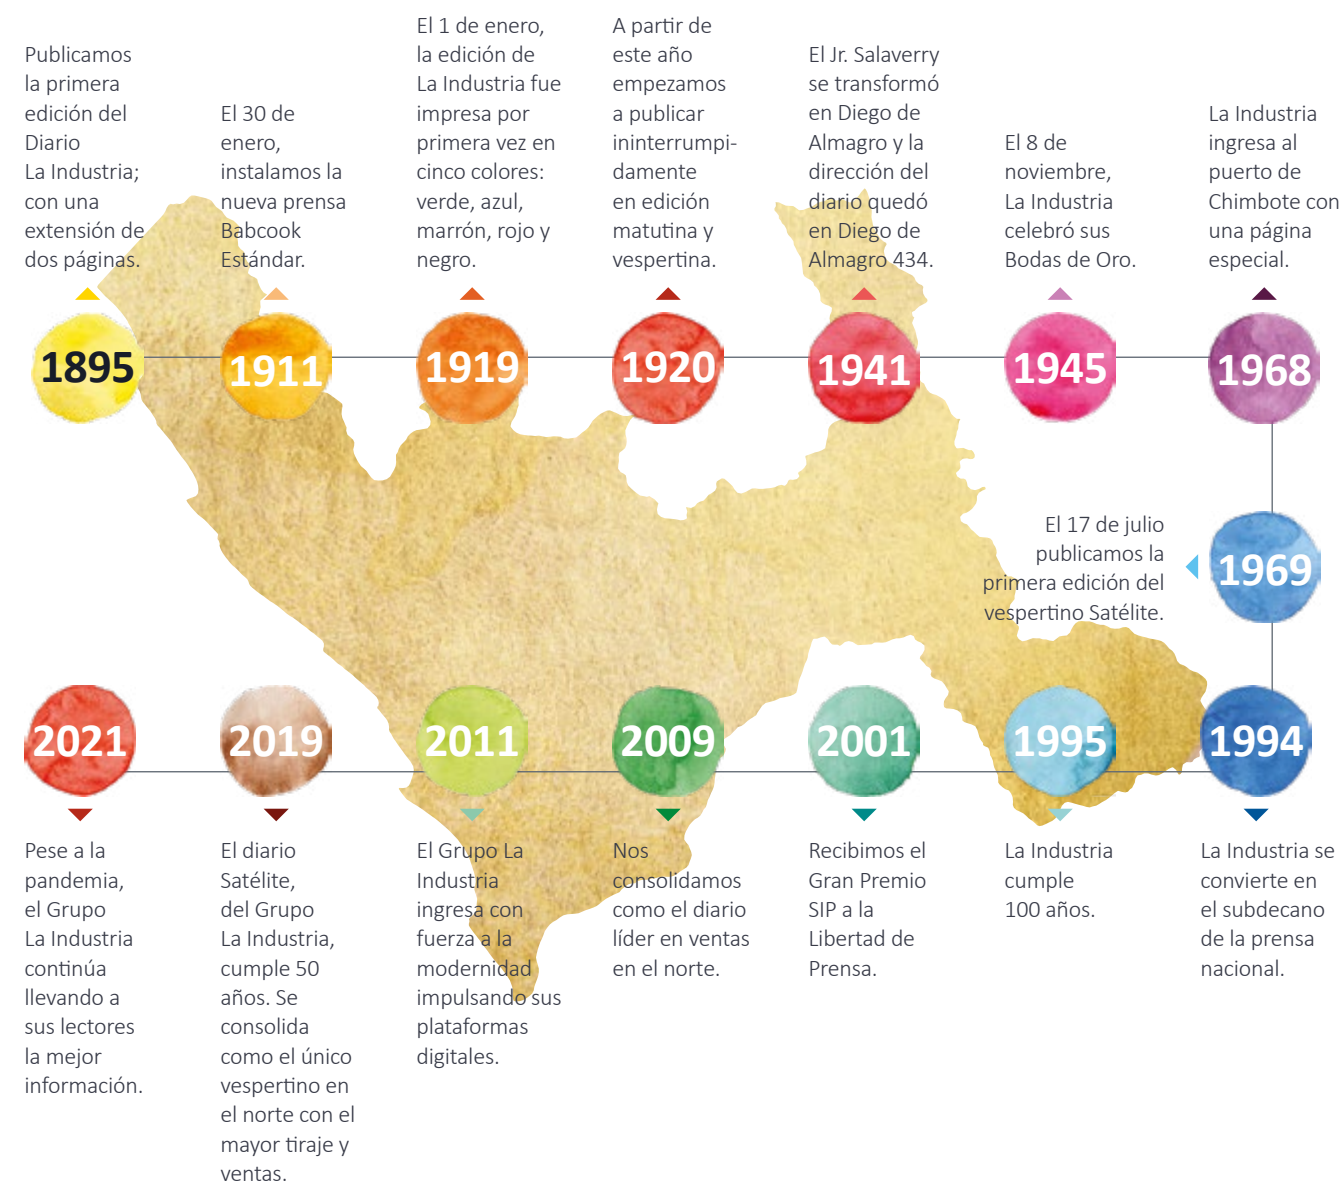 Publicamos
la primera
edición del
Diario
La Industria;
con una
extensión de
dos páginas.
1895
El 30 de
enero,
instalamos la
nueva prensa
Babcook
Estándar.
1911
El 1 de enero,
la edición de
La Industria fue
impresa por
primera vez en
cinco colores:
verde, azul,
marrón, rojo y
negro.
1919
A partir de
este año
empezamos
a publicar
ininterrumpi-
damente
en edición
matutina y
vespertina.
1920
El Jr. Salaverry
se transformó
en Diego de
Almagro y la
dirección del
diario quedó
en Diego de
Almagro 434.
1941
El 8 de
noviembre,
La Industria
celebró sus
Bodas de Oro.
1945
La Industria
ingresa al
puerto de
Chimbote con
una página
especial.
1968
El 17 de julio
publicamos la
primera edición del
vespertino Satélite.
1969
1994
La Industria se
convierte en
el subdecano
de la prensa
nacional.
1995
La Industria
cumple
100 años.
2001
Recibimos el
Gran Premio
SIP a la
Libertad de
Prensa.
2009
Nos
consolidamos
como el diario
líder en ventas
en el norte.
2011
El Grupo La
Industria
ingresa con
fuerza a la
modernidad
impulsando sus
plataformas
digitales.
2019
El diario
Satélite,
del Grupo
La Industria,
cumple 50
años. Se
consolida
como el único
vespertino en
el norte con el
mayor tiraje y
ventas.
2021
Pese a la
pandemia,
el Grupo
La Industria
continúa
llevando a
sus lectores
la mejor
información.